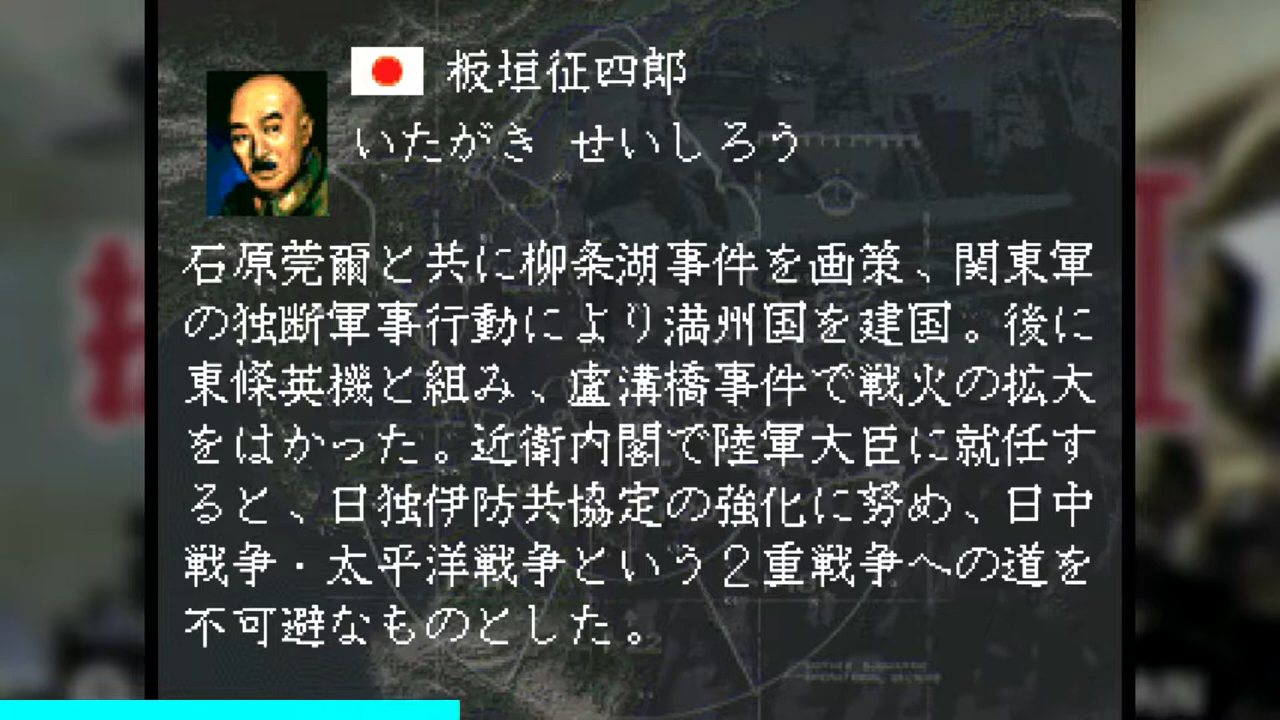 板垣征四郎
いたがき せいしろう
石原莞爾と共に柳条湖事件を画策、関東軍
の独断軍事行動により満州国を建国。後に
東條英機と組み、盧溝橋事件で戦火の拡大
をはかった。近衛内閣で陸軍大臣に就任す
ると、日独伊防共協定の強化に努め、日中
戦争・太平洋戦争という２重戦争への道を
不可避なものとした。